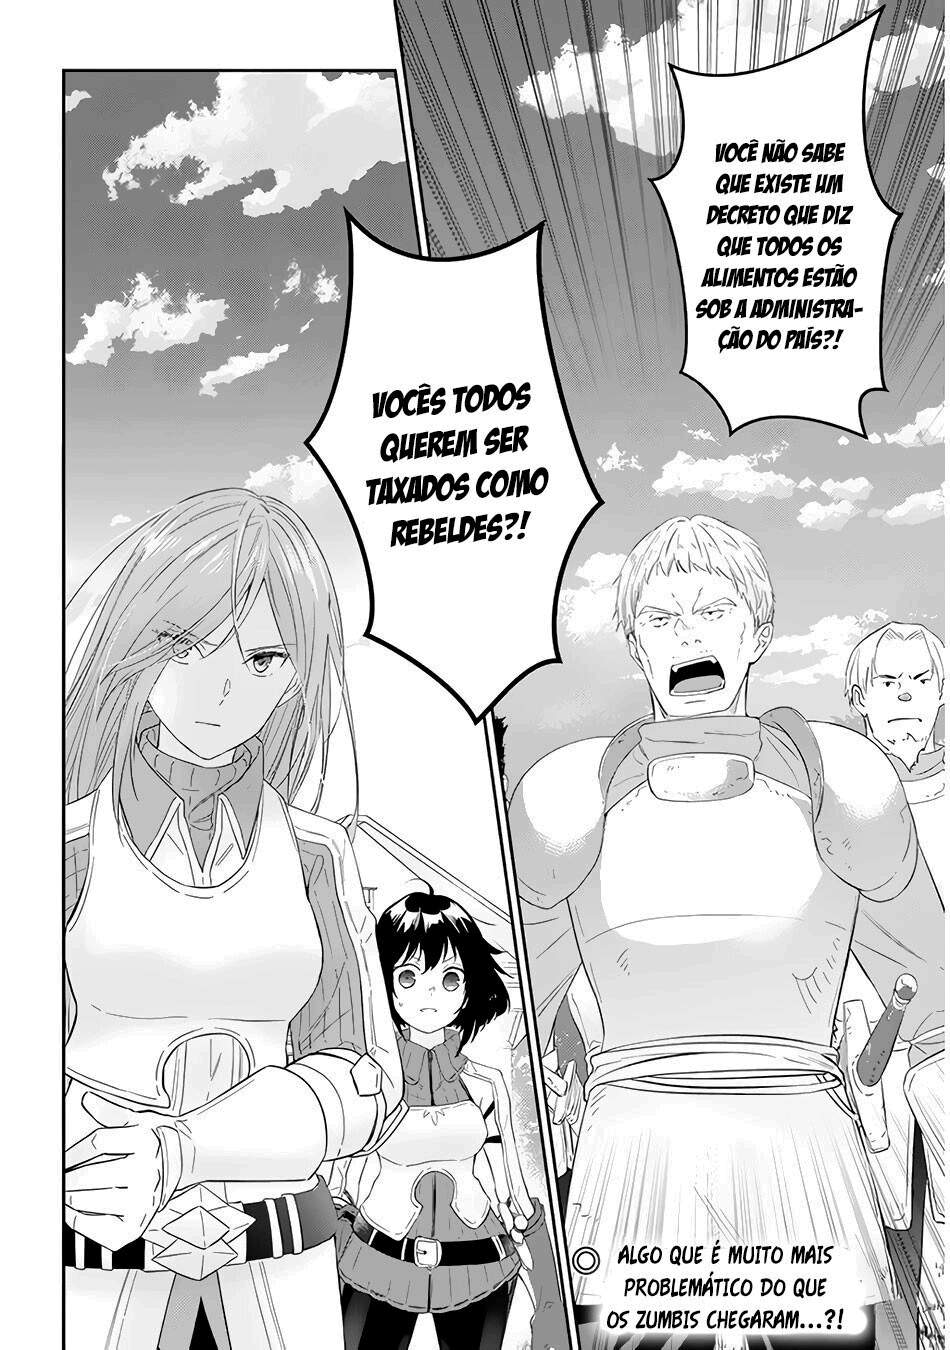 VOCÊ NÃO SABE
QUE EXISTE UM
DECRETO QUE DIZ
QUE TODOS OS
ALIMENTOS ESTÃO
SOB A ADMINISTRA-
ÇÃO DO PAÍS?!
VOCÊS TODOS
QUEREM SER
TAXADOS COMO
REBELDES?!
ALGO QUE É MUITO MAIS
PROBLEMÁTICO DO QUE
OS ZUMBIS CHEGARAM...?!